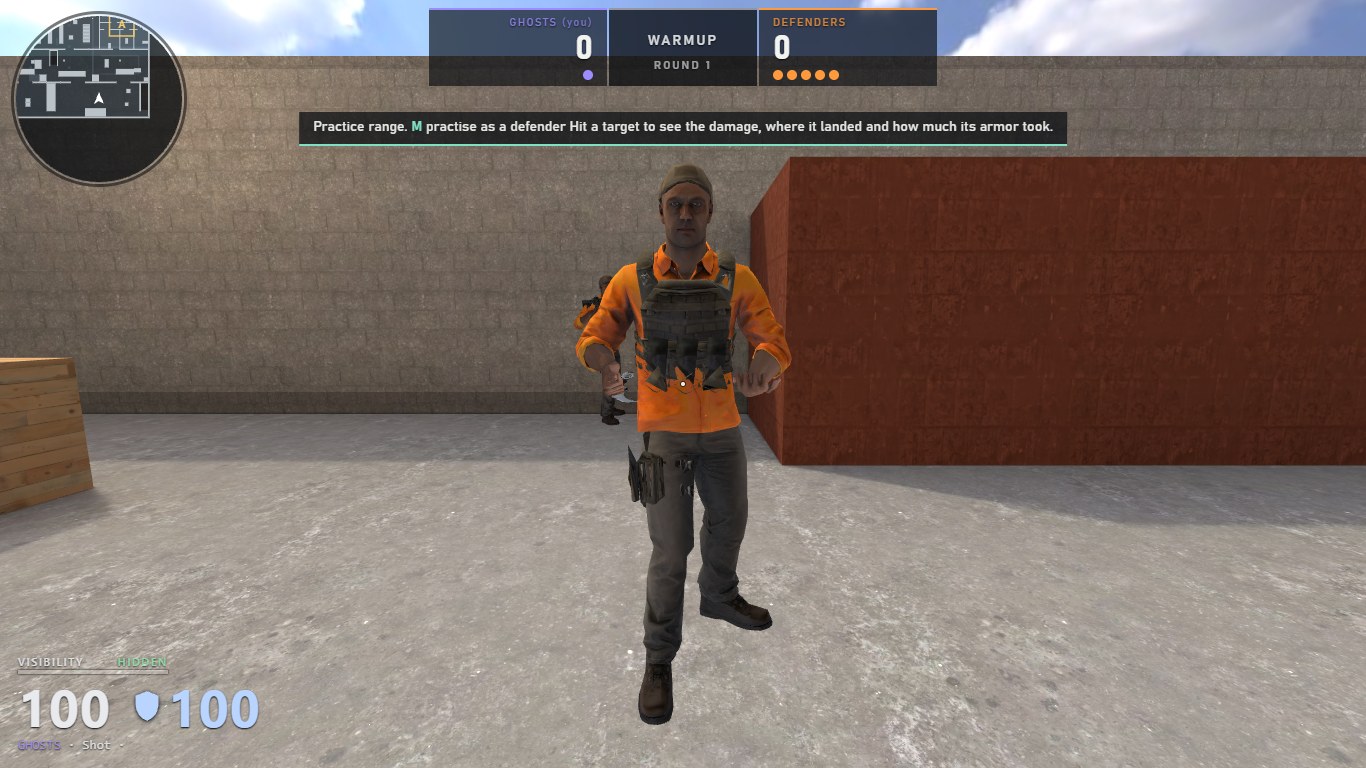 GHOSTS (you)
0
WARMUP
ROUND 1
DEFENDERS
0
A
Practice range. M practise as a defender Hit a target to see the damage, where it landed and how much its armor took.
VISIBILITY HIDDEN
100 100
GHOSTS · Shot ·